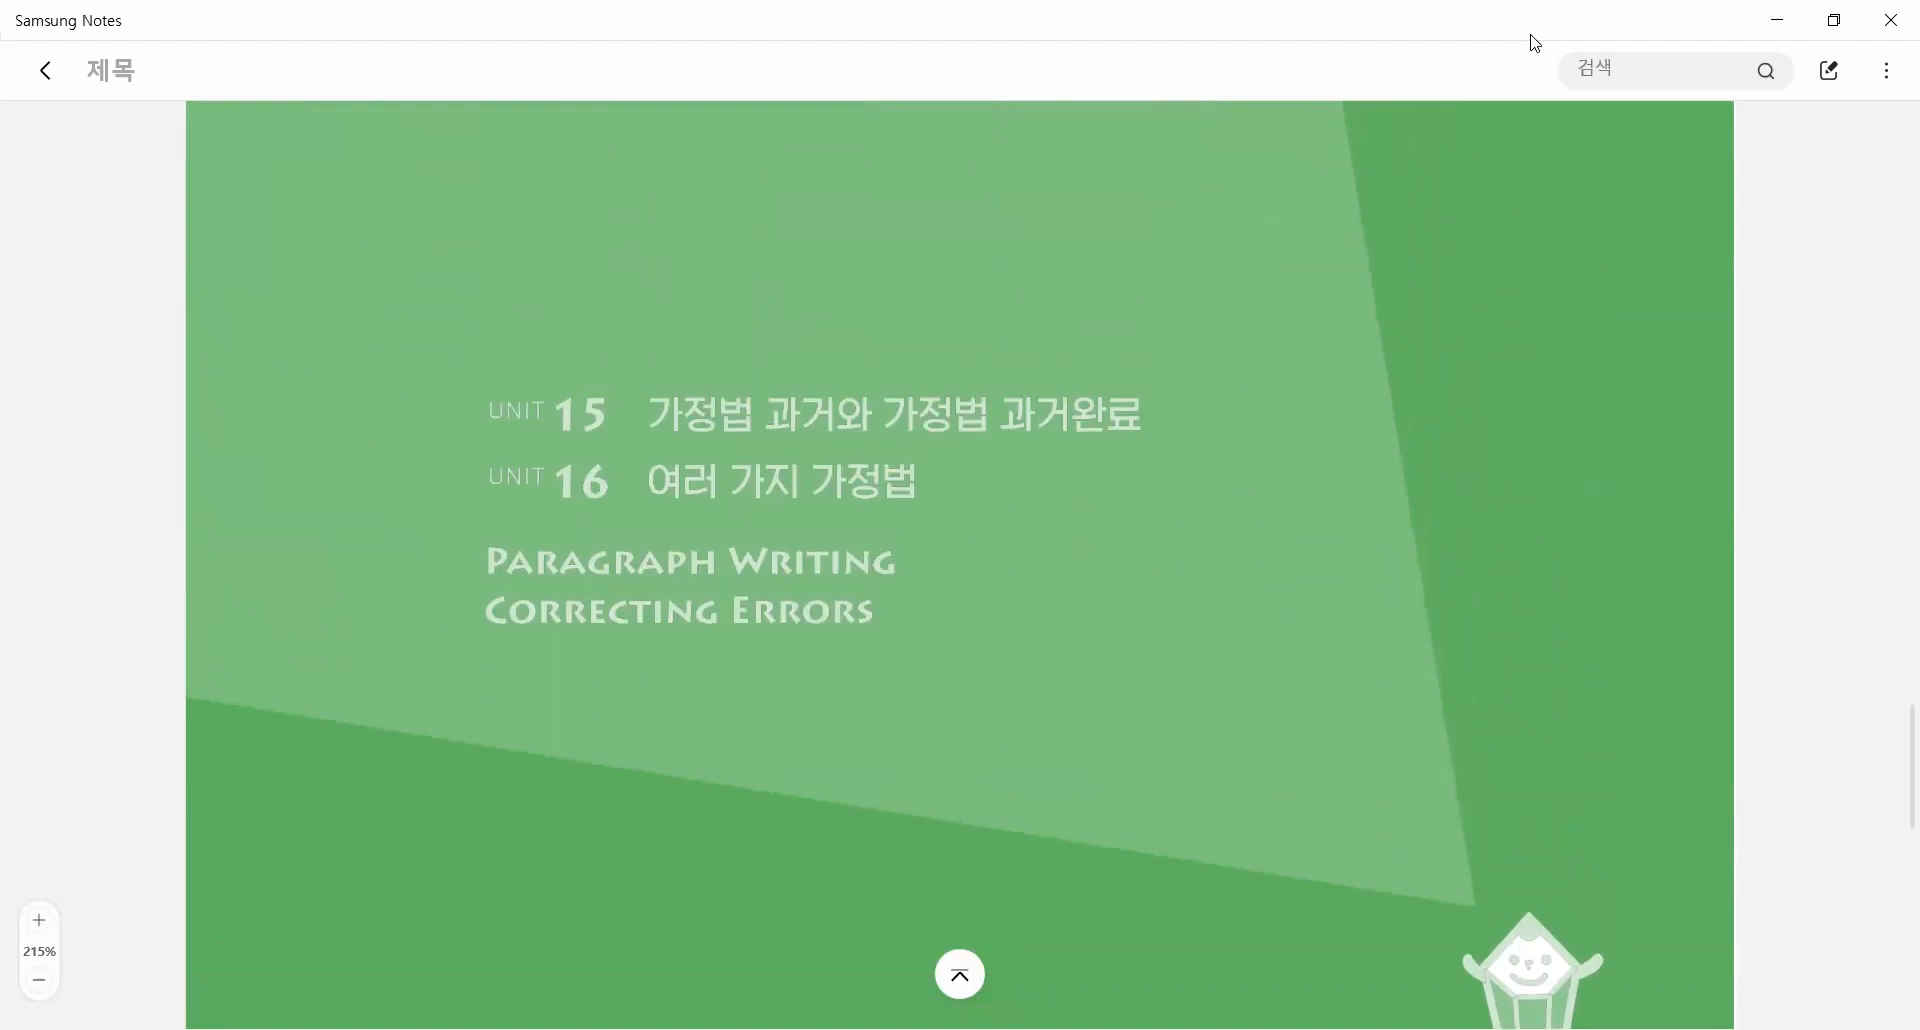 Samsung Notes
제목
검색
UNIT 15 가정법 과거와 가정법 과거완료
UNIT 16 여러 가지 가정법
PARAGRAPH WRITING
CORRECTING ERRORS
215%